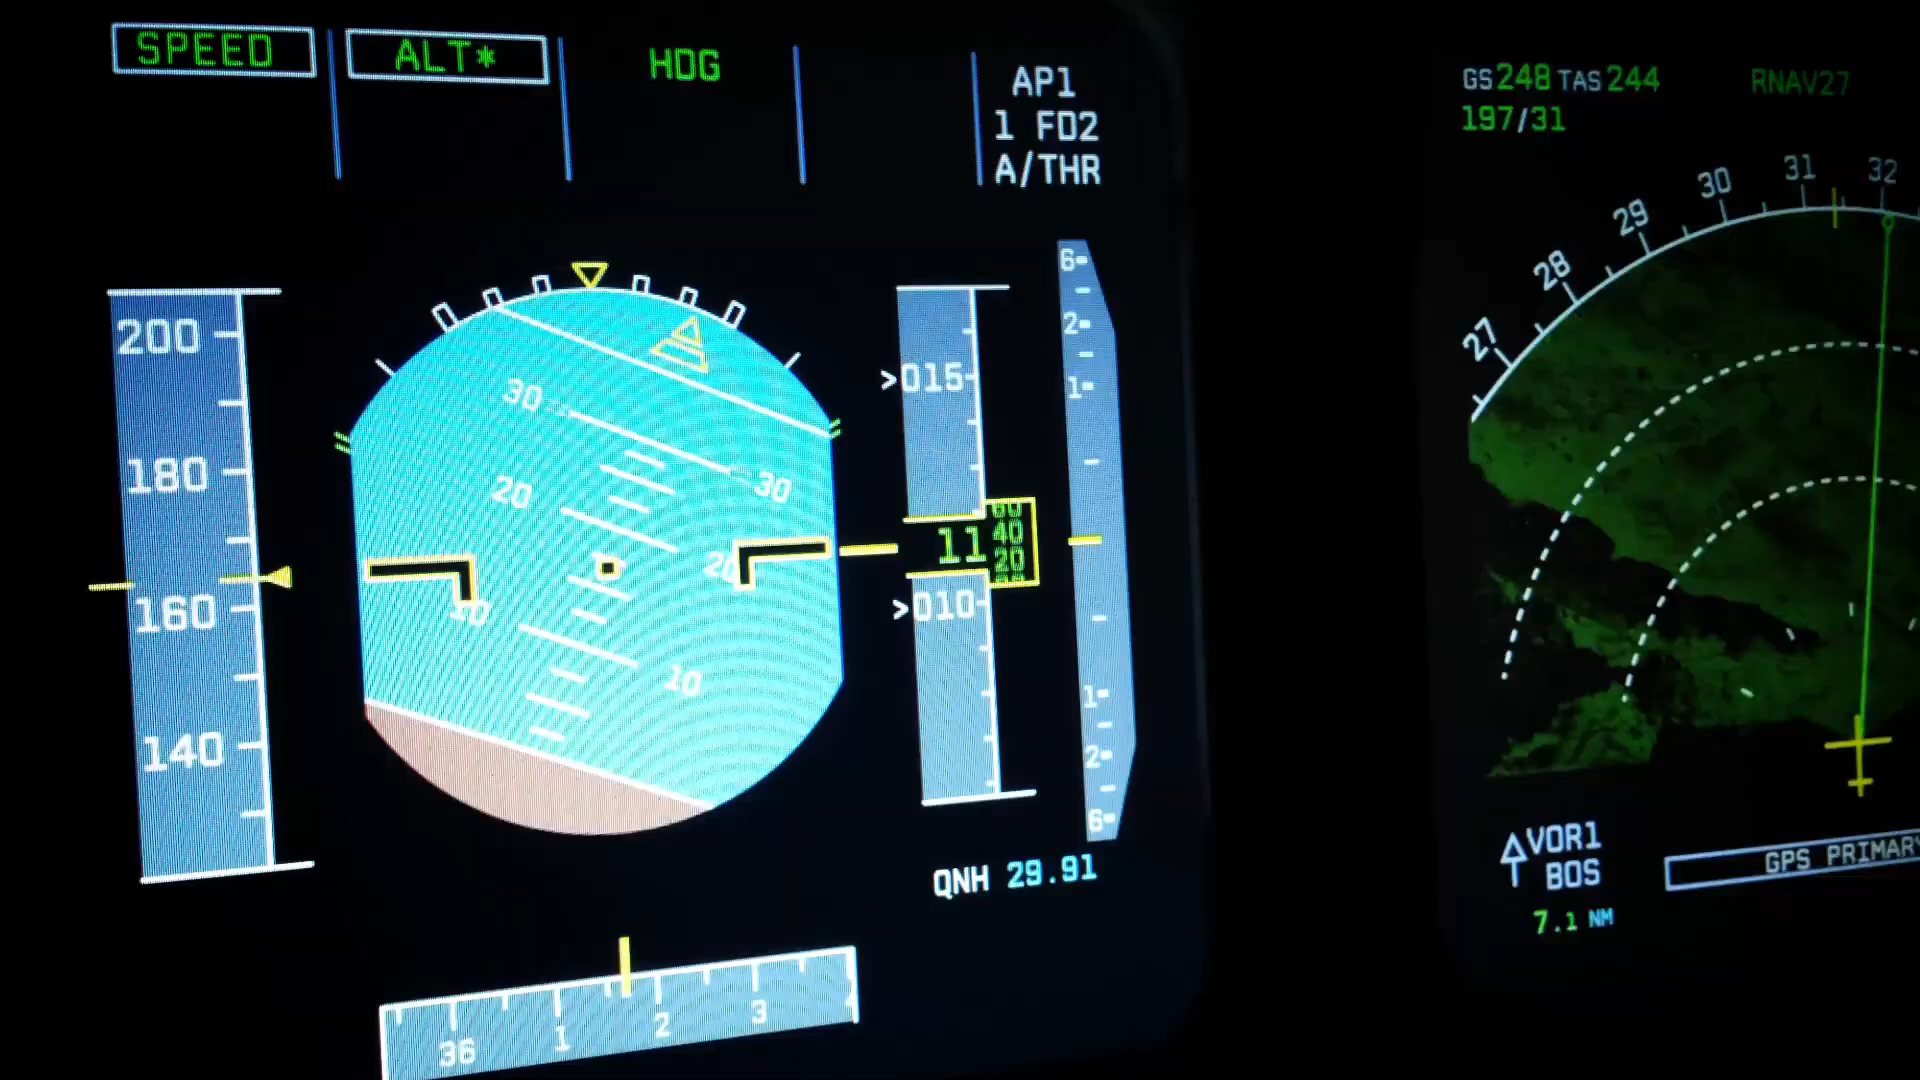 SPEED ALT* HDG
AP1
1 FD2
A/THR
200
180
160
140
30 30
20 20
10 10
>015
>010
11
60
40
20
6
2
1
1
2
6
QNH 29.91
36 1 2 3
GS 248 TAS 244 RNAV27
197/31
27 28 29 30 31 32
VOR1
BOS
7.1 NM
GPS PRIMARY